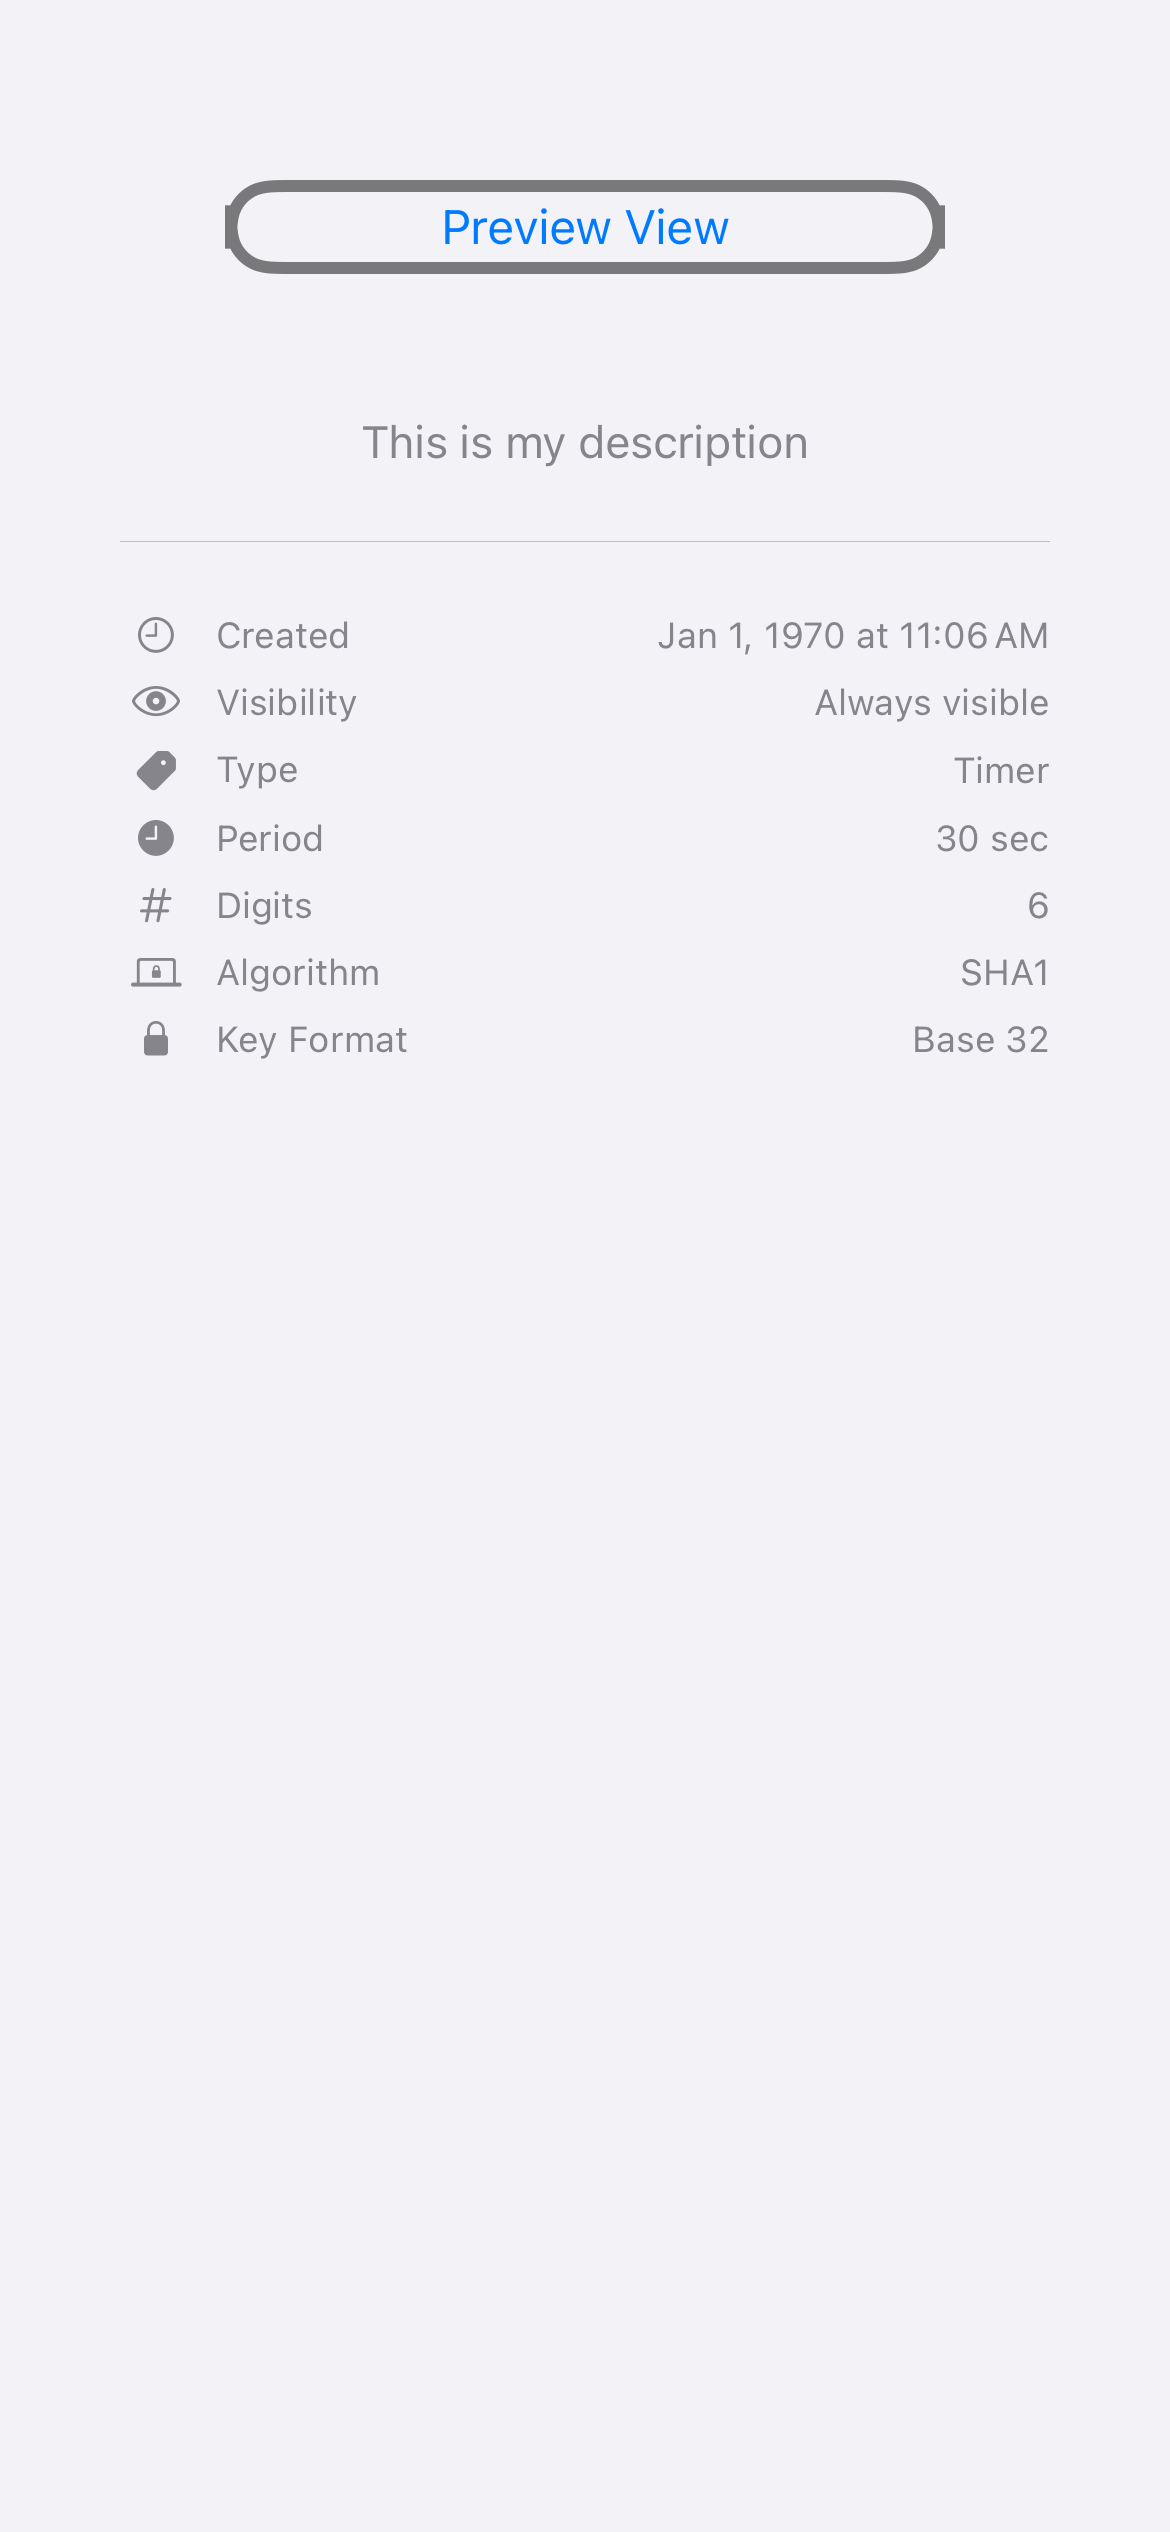 Preview View
This is my description
Created Jan 1, 1970 at 11:06 AM
Visibility Always visible
Type Timer
Period 30 sec
Digits 6
Algorithm SHA1
Key Format Base 32